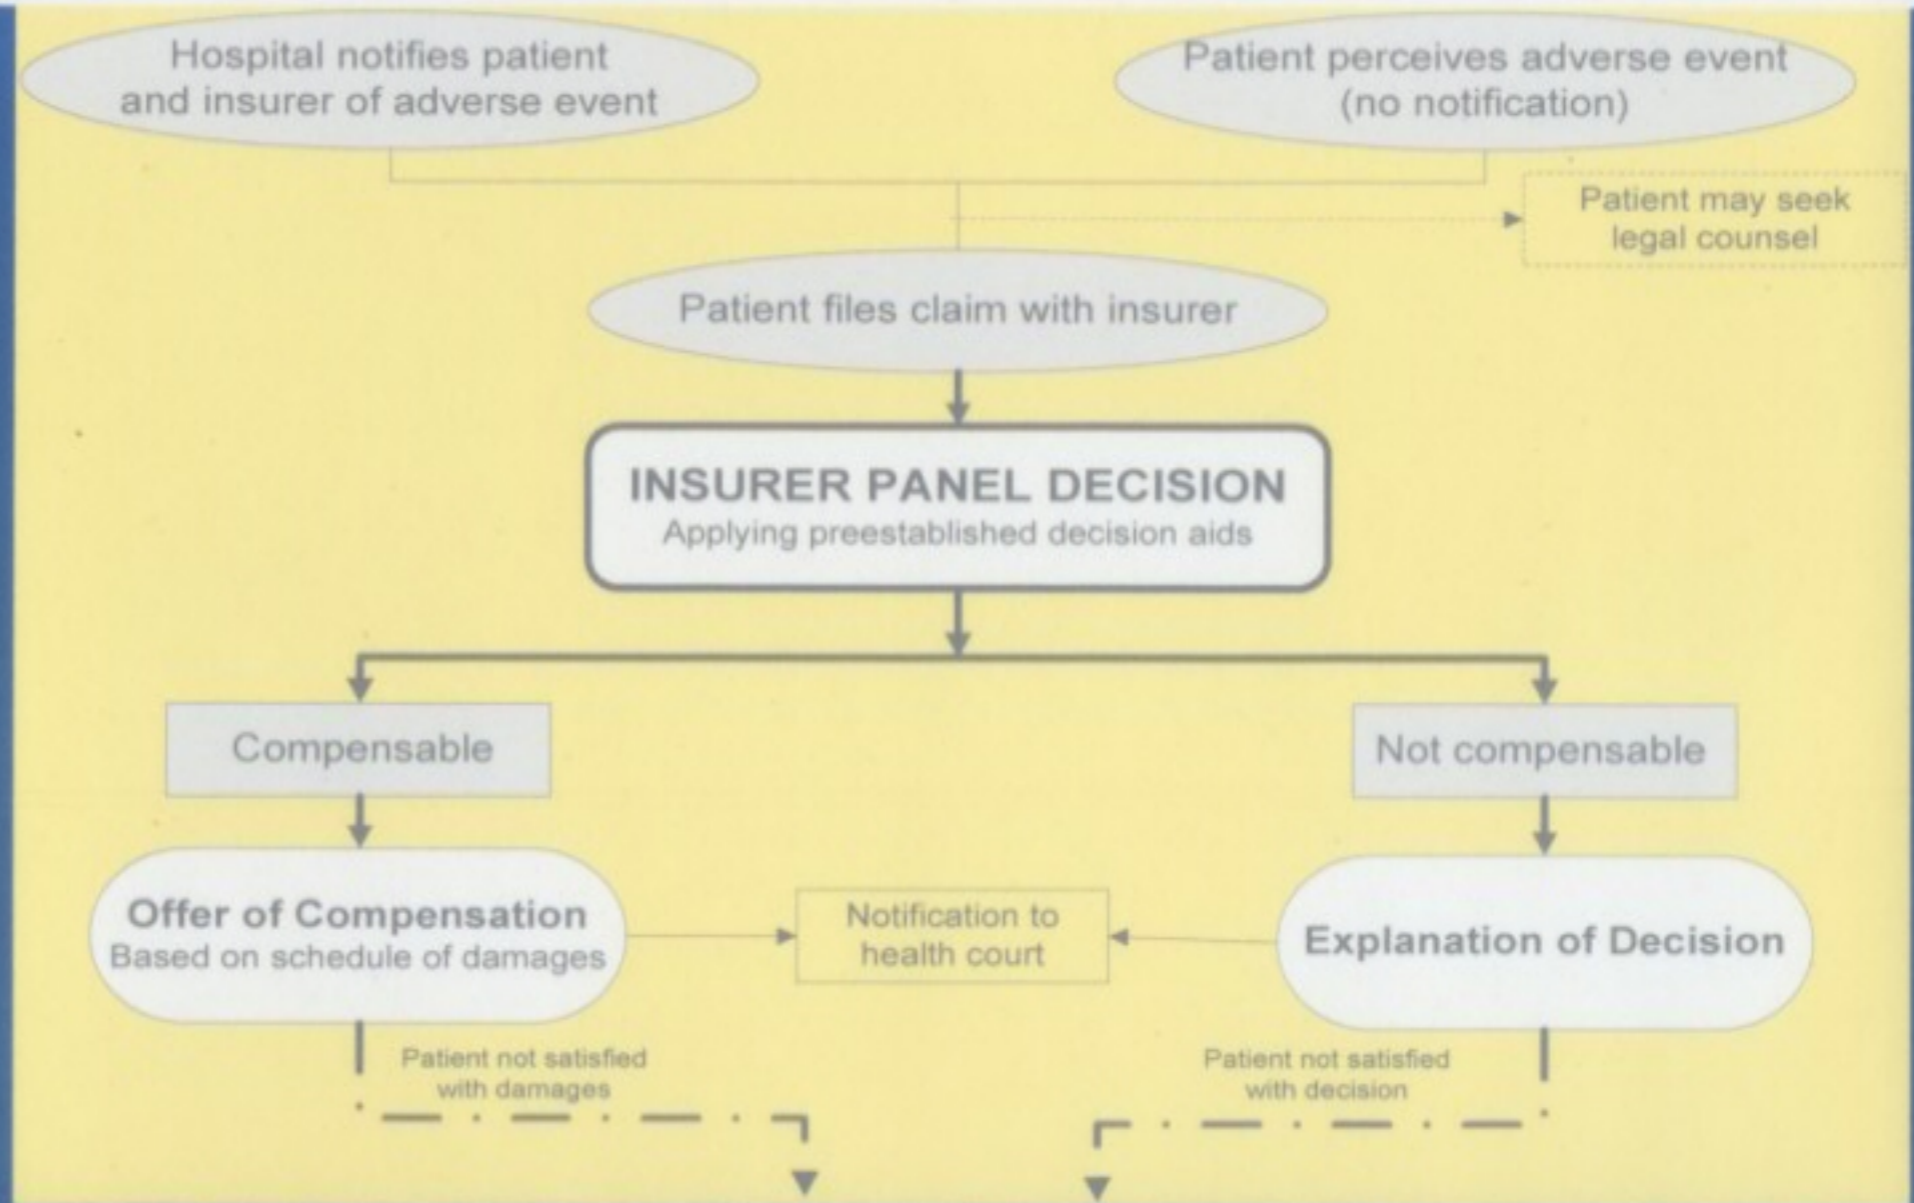 Hospital notifies patient
and insurer of adverse event
Patient perceives adverse event
(no notification)
Patient may seek
legal counsel
Patient files claim with insurer
INSURER PANEL DECISION
Applying preestablished decision aids
Compensable
Not compensable
Offer of Compensation
Based on schedule of damages
Notification to
health court
Explanation of Decision
Patient not satisfied
with damages
Patient not satisfied
with decision